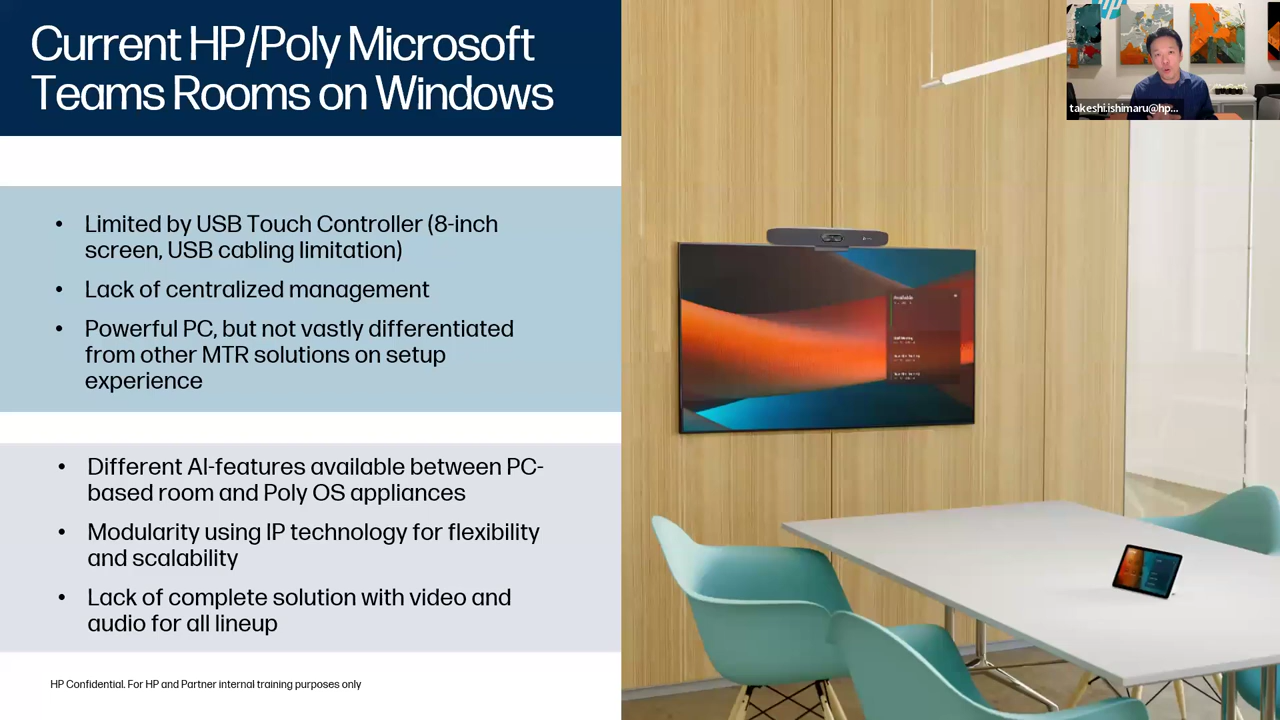 Current HP/Poly Microsoft
Teams Rooms on Windows
• Limited by USB Touch Controller (8-inch
screen, USB cabling limitation)
• Lack of centralized management
• Powerful PC, but not vastly differentiated
from other MTR solutions on setup
experience
• Different AI-features available between PC-
based room and Poly OS appliances
• Modularity using IP technology for flexibility
and scalability
• Lack of complete solution with video and
audio for all lineup
HP Confidential. For HP and Partner internal training purposes only
hp
takeshi.ishimaru@hp...
Available